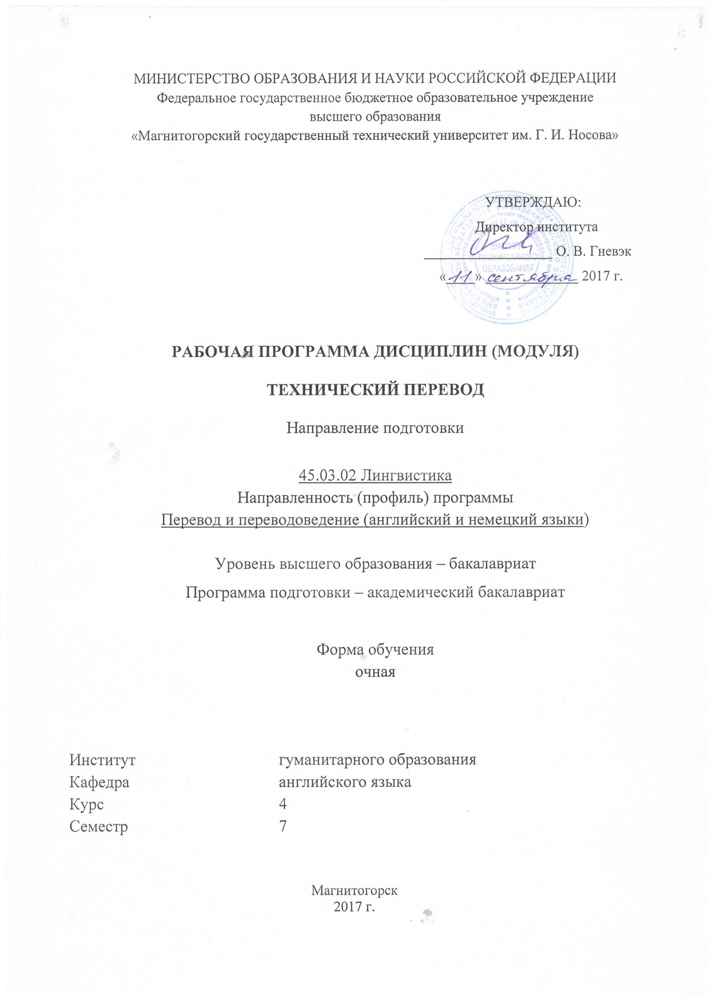 МИНИСТЕРСТВО ОБРАЗОВАНИЯ И НАУКИ РОССИЙСКОЙ ФЕДЕРАЦИИ
Федеральное государственное бюджетное образовательное учреждение
высшего образования
«Магнитогорский государственный технический университет им. Г. И. Носова»
УТВЕРЖДАЮ:
Директор института
О. В. Гневэк
«11» сентября 2017 г.
ИНСТИТУТ
ГУМАНИТАРНОГО
ОБРАЗОВАНИЯ
РАБОЧАЯ ПРОГРАММА ДИСЦИПЛИН (МОДУЛЯ)
ТЕХНИЧЕСКИЙ ПЕРЕВОД
Направление подготовки
45.03.02 Лингвистика
Направленность (профиль) программы
Перевод и переводоведение (английский и немецкий языки)
Уровень высшего образования – бакалавриат
Программа подготовки – академический бакалавриат
Форма обучения
очная
Институт гуманитарного образования
Кафедра английского языка
Курс 4
Семестр 7
Магнитогорск
2017 г.